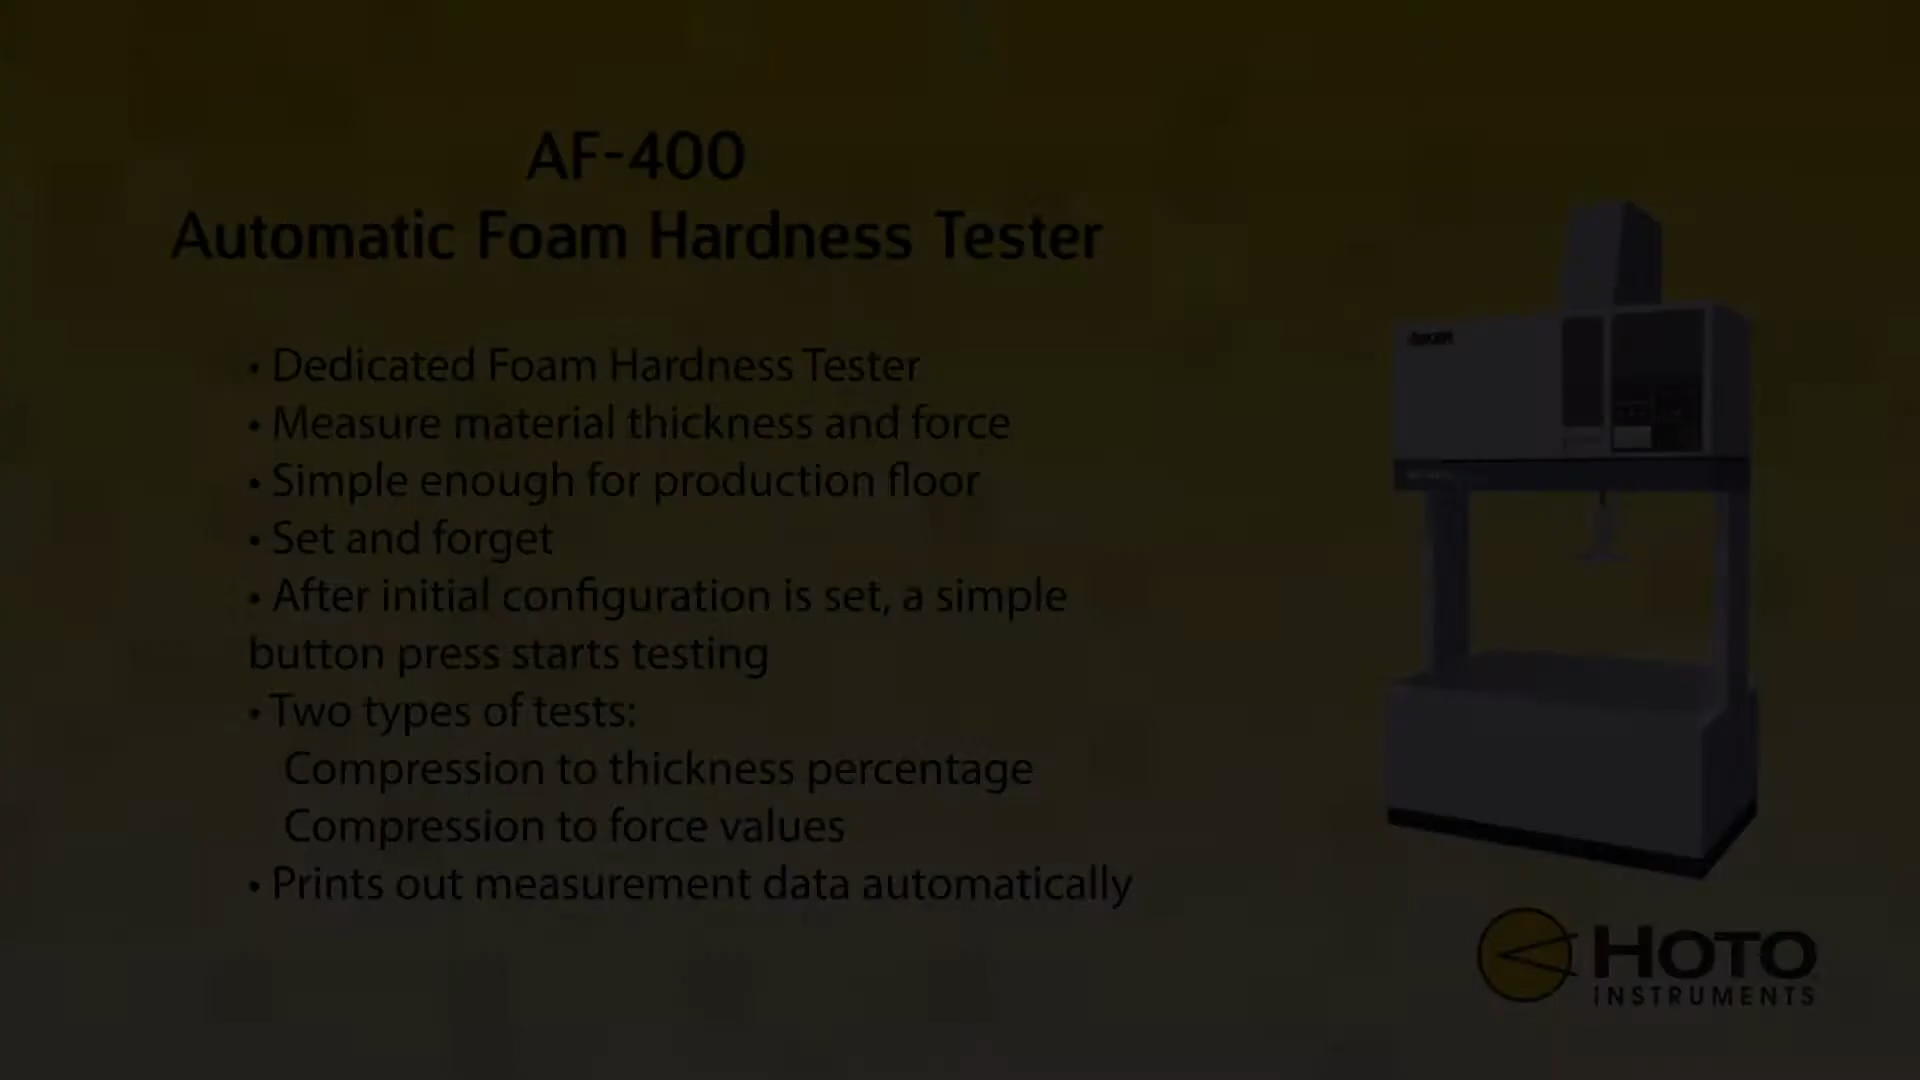 AF-400
Automatic Foam Hardness Tester
• Dedicated Foam Hardness Tester
• Measure material thickness and force
• Simple enough for production floor
• Set and forget
• After initial configuration is set, a simple
button press starts testing
• Two types of tests:
Compression to thickness percentage
Compression to force values
• Prints out measurement data automatically
HOTO
INSTRUMENTS